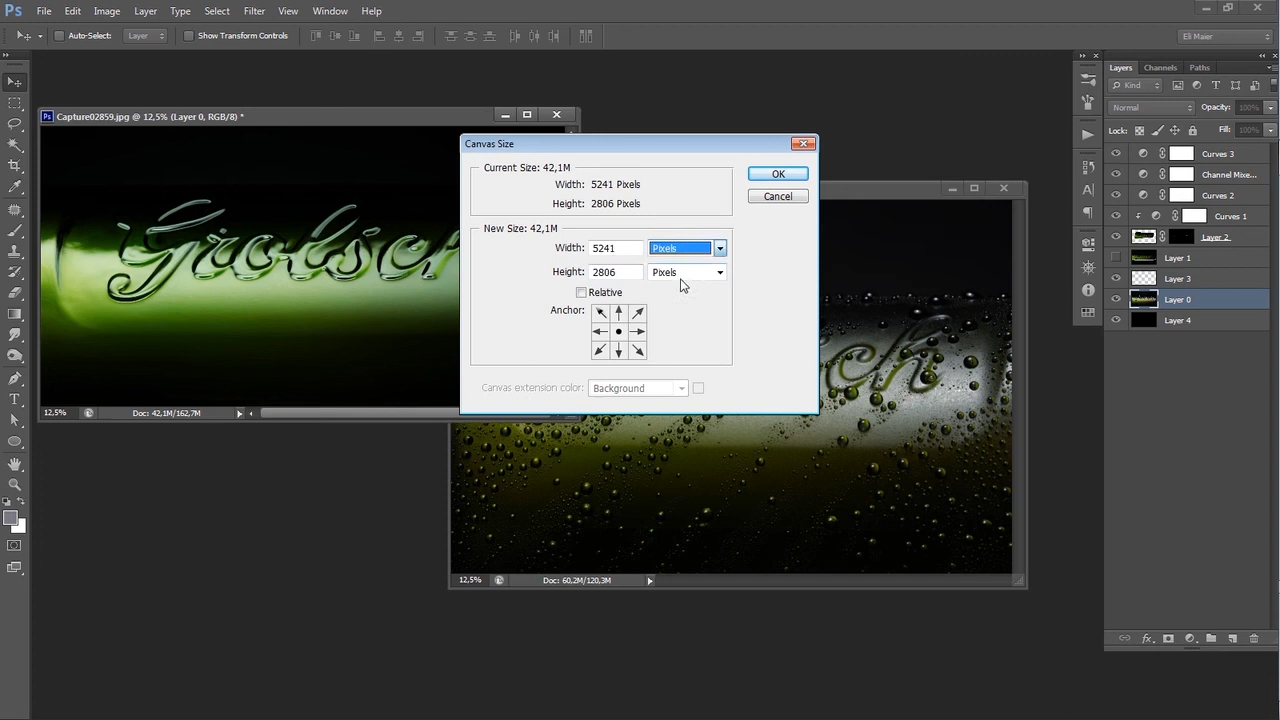 Ps File Edit Image Layer Type Select Filter View Window Help
Auto-Select: Layer Show Transform Controls Eli Maier
Capture02859.jpg @ 12,5% (Layer 0, RGB/8) *
Grolsch
12,5% Doc: 42,1M/162,7M
Canvas Size
Current Size: 42,1M
Width: 5241 Pixels
Height: 2806 Pixels
OK
Cancel
New Size: 42,1M
Width: 5241 Pixels
Height: 2806 Pixels
Relative
Anchor:
Canvas extension color: Background
12,5% Doc: 60,2M/120,3M
Layers Channels Paths
Kind
Normal Opacity: 100%
Lock: Fill: 100%
Curves 3
Channel Mixe...
Curves 2
Curves 1
Layer 2
Layer 1
Layer 3
Layer 0
Layer 4